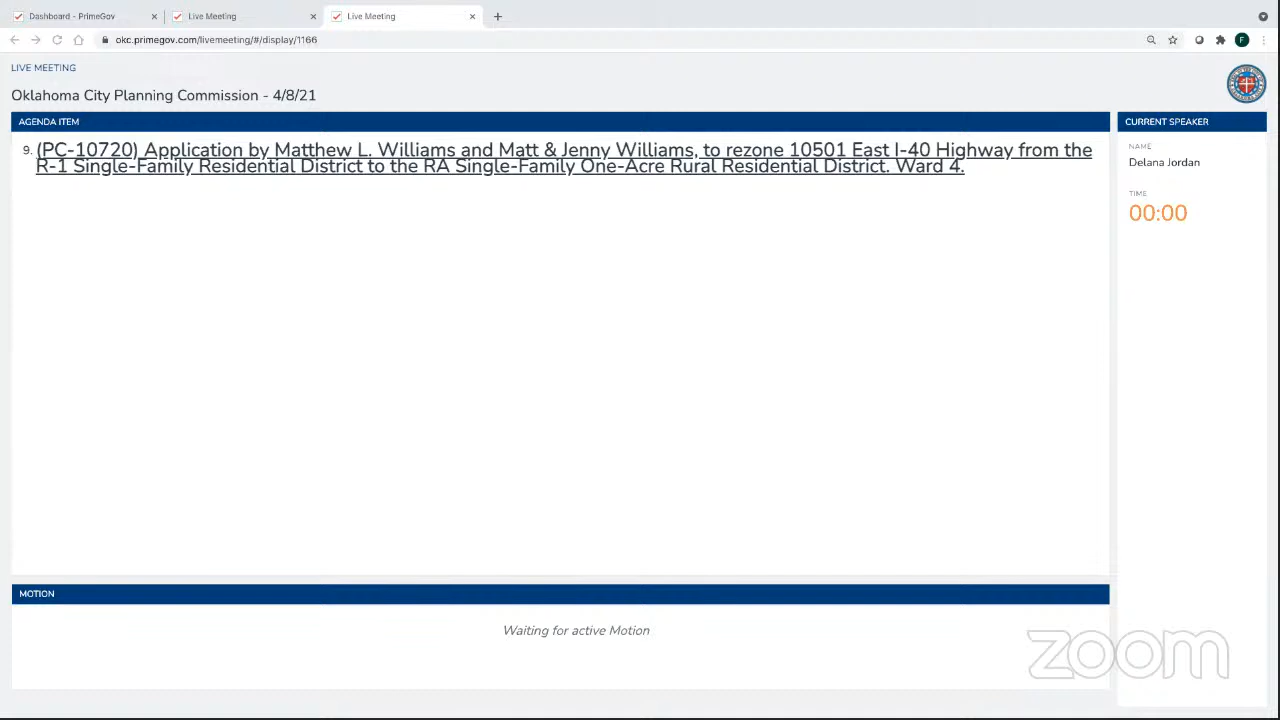 Dashboard - PrimeGov
Live Meeting
Live Meeting
okc.primegov.com/livemeeting/#/display/1166
F
LIVE MEETING
Oklahoma City Planning Commission - 4/8/21
AGENDA ITEM
9. (PC-10720) Application by Matthew L. Williams and Matt & Jenny Williams, to rezone 10501 East I-40 Highway from the
R-1 Single-Family Residential District to the RA Single-Family One-Acre Rural Residential District. Ward 4.
CURRENT SPEAKER
NAME
Delana Jordan
TIME
00:00
MOTION
Waiting for active Motion
zoom